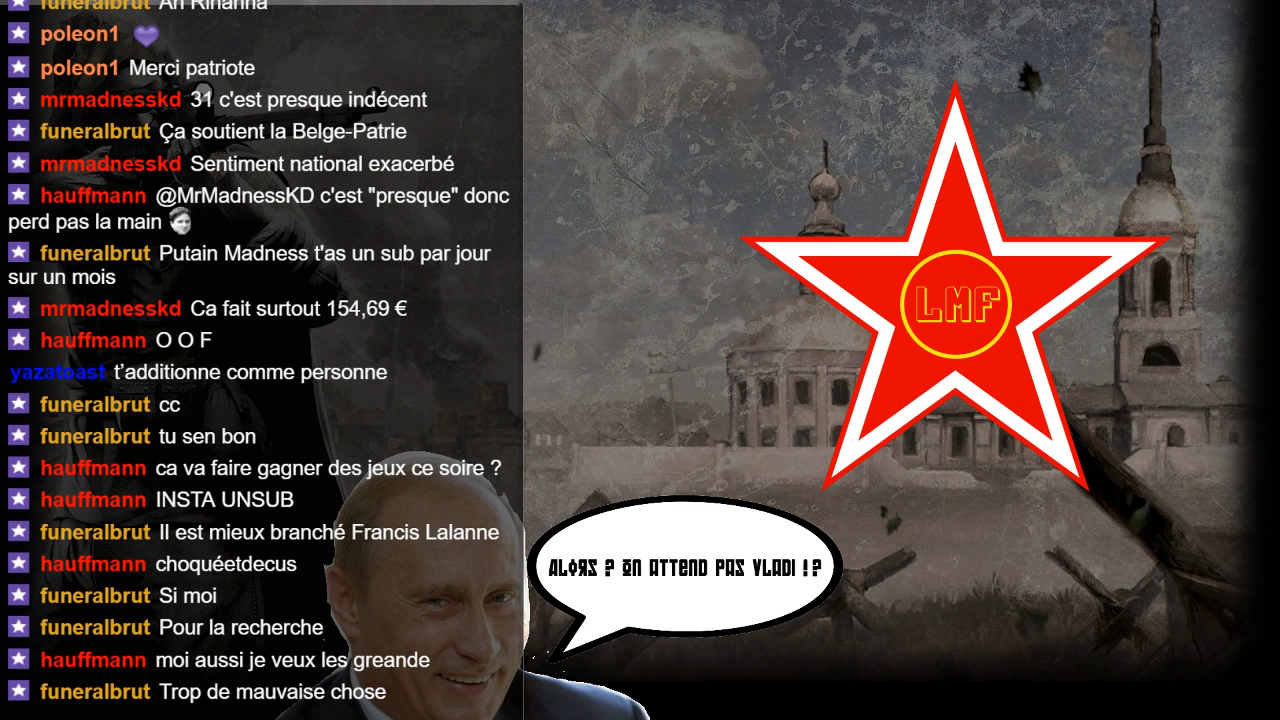 funeralbrut Ah Rihanna
poleon1
poleon1 Merci patriote
mrmadnesskd 31 c'est presque indécent
funeralbrut Ça soutient la Belge-Patrie
mrmadnesskd Sentiment national exacerbé
hauffmann @MrMadnessKD c'est "presque" donc
perd pas la main
funeralbrut Putain Madness t'as un sub par jour
sur un mois
mrmadnesskd Ca fait surtout 154,69 €
hauffmann O O F
yazatoast t’additionne comme personne
funeralbrut cc
funeralbrut tu sen bon
hauffmann ca va faire gagner des jeux ce soire ?
hauffmann INSTA UNSUB
funeralbrut Il est mieux branché Francis Lalanne
hauffmann choquéetdecus
funeralbrut Si moi
funeralbrut Pour la recherche
hauffmann moi aussi je veux les greande
funeralbrut Trop de mauvaise chose
LMF
ALORS ? ON ATTEND PAS VLADI !?